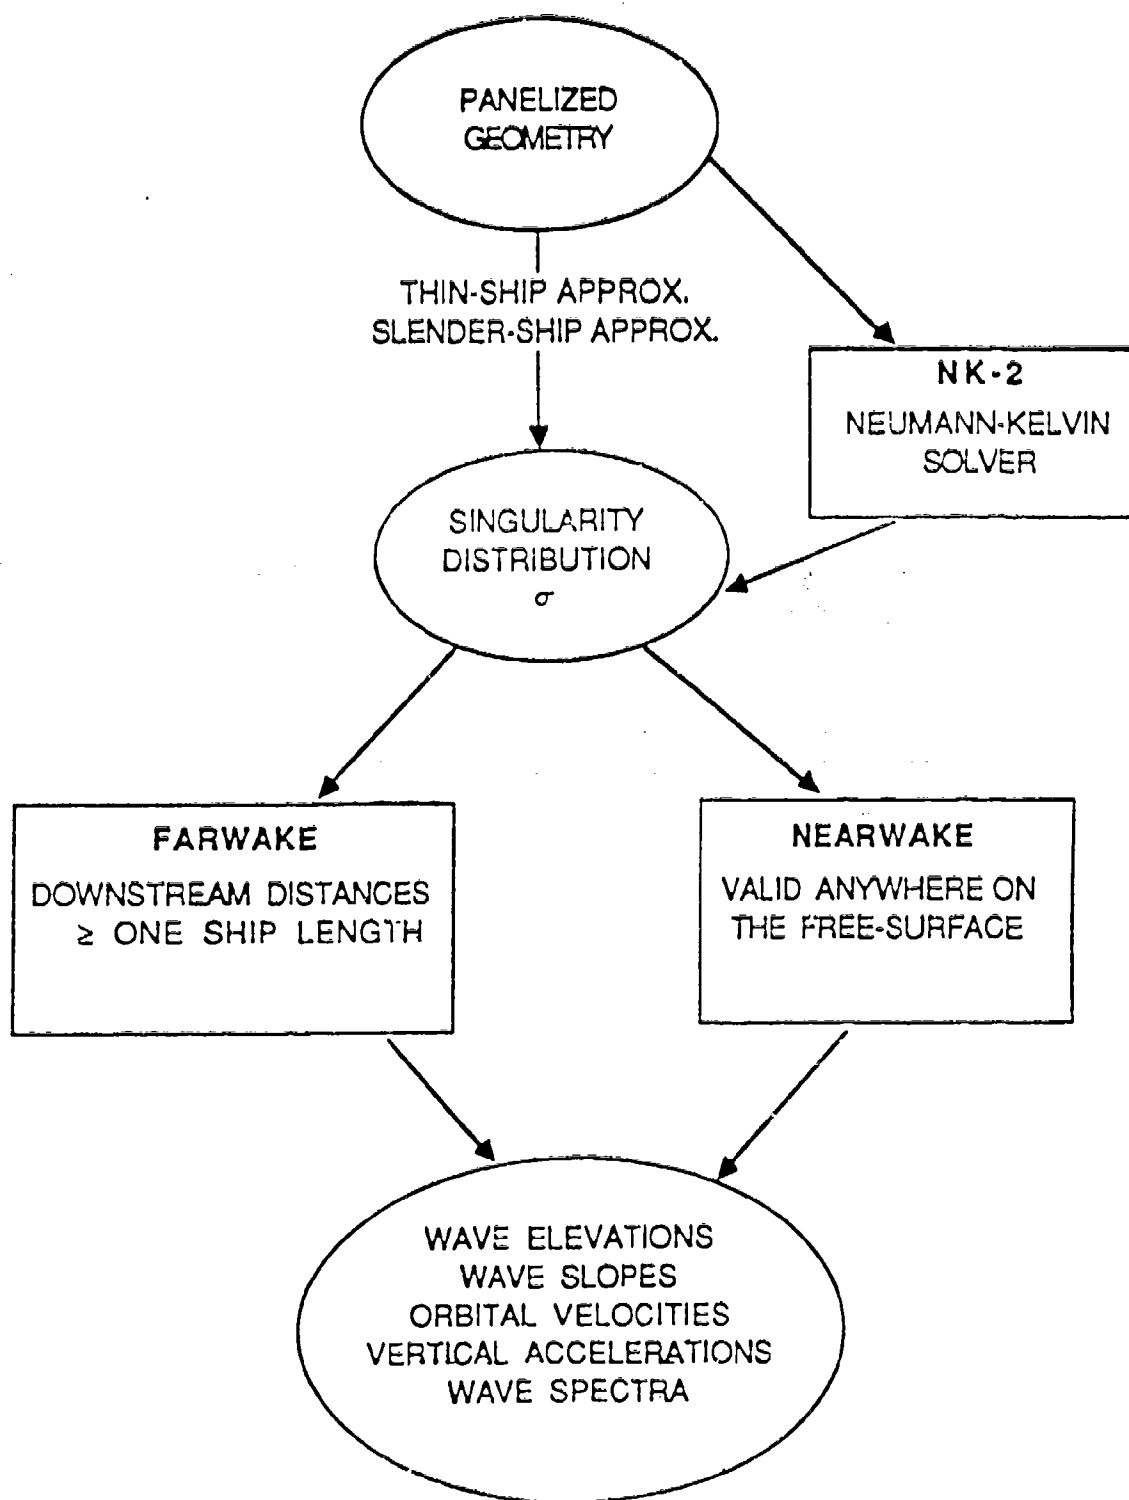 PANELIZED
GEOMETRY
THIN-SHIP APPROX.
SLENDER-SHIP APPROX.
NK-2
NEUMANN-KELVIN
SOLVER
SINGULARITY
DISTRIBUTION
σ
FARWAKE
DOWNSTREAM DISTANCES
≥ ONE SHIP LENGTH
NEARWAKE
VALID ANYWHERE ON
THE FREE-SURFACE
WAVE ELEVATIONS
WAVE SLOPES
ORBITAL VELOCITIES
VERTICAL ACCELERATIONS
WAVE SPECTRA